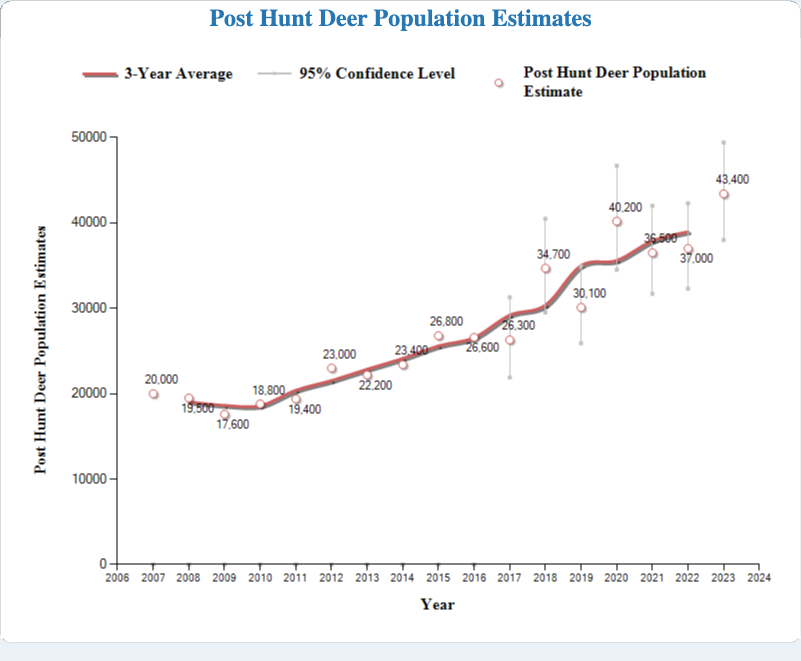 Post Hunt Deer Population Estimates
3-Year Average
95% Confidence Level
Post Hunt Deer Population
Estimate
Post Hunt Deer Population Estimates
50000
40000
30000
20000
10000
0
20,000
19,500
17,600
18,800
19,400
23,000
22,200
23,400
26,800
26,600
26,300
34,700
30,100
40,200
36,500
37,000
43,400
2006 2007 2008 2009 2010 2011 2012 2013 2014 2015 2016 2017 2018 2019 2020 2021 2022 2023 2024
Year